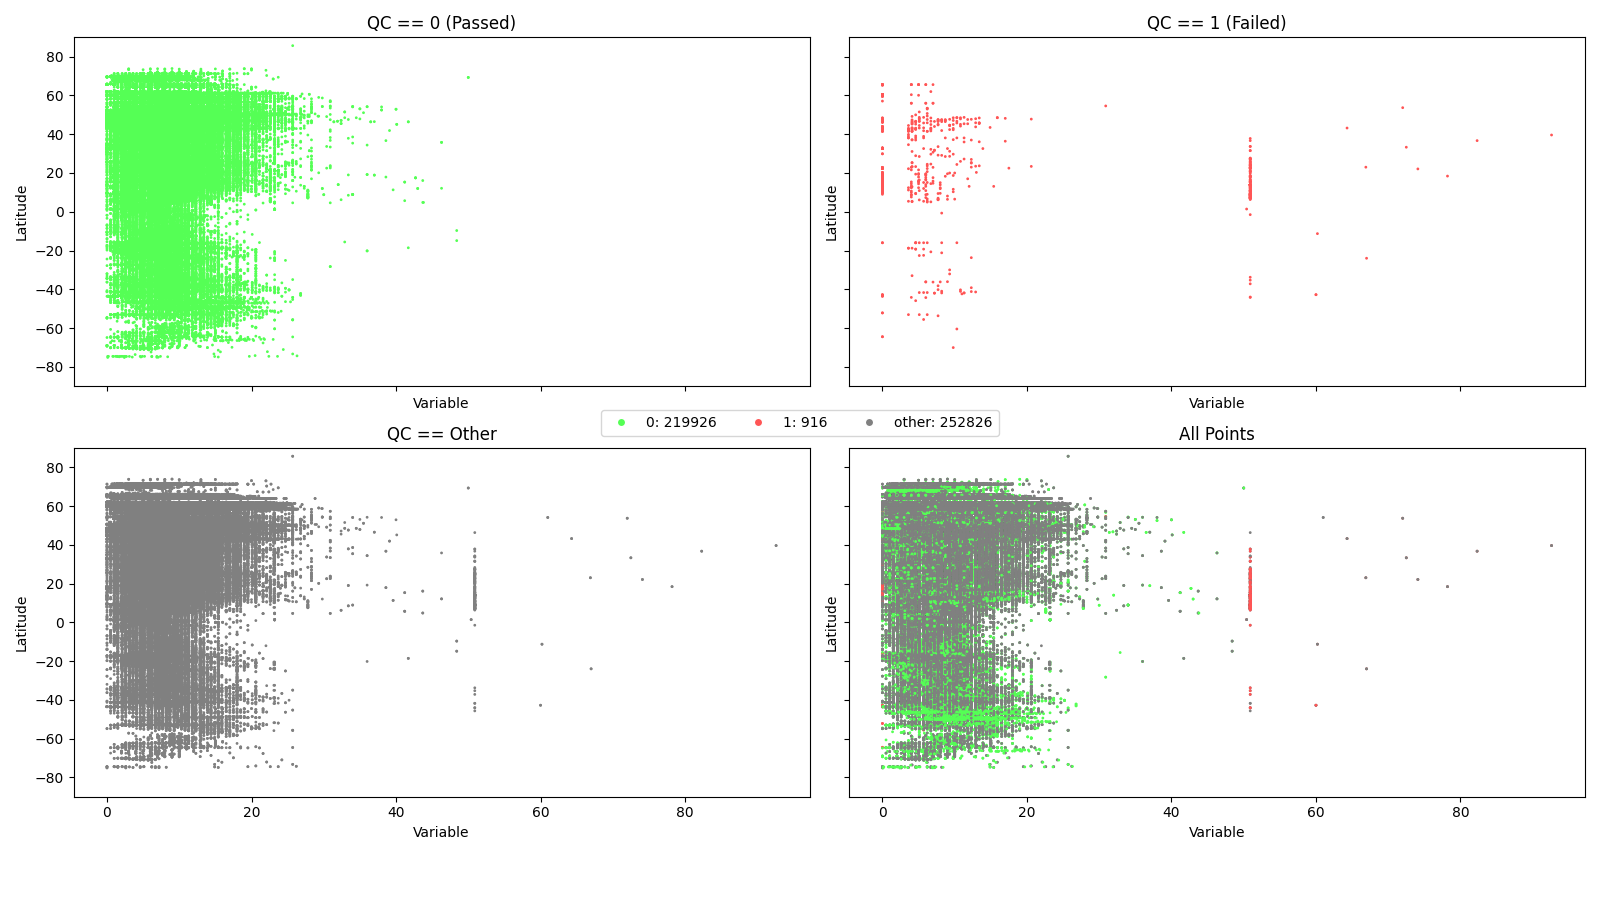 QC == 0 (Passed)
QC == 1 (Failed)
80
60
40
20
0
−20
−40
−60
−80
Latitude
Latitude
Variable
Variable
0: 219926 1: 916 other: 252826
QC == Other
All Points
80
60
40
20
0
−20
−40
−60
−80
Latitude
Latitude
0 20 40 60 80
0 20 40 60 80
Variable
Variable